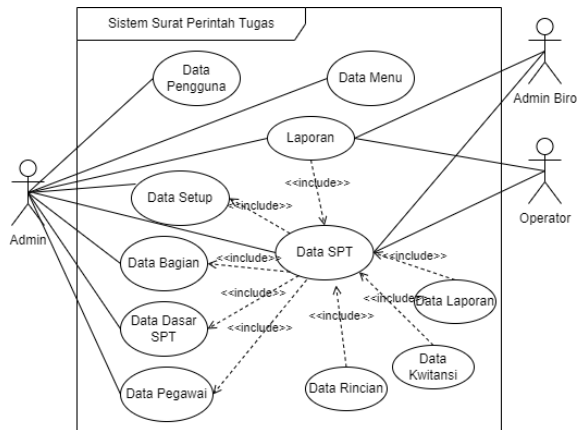 Sistem Surat Perintah Tugas
Data
Pengguna
Data Menu
Admin Biro
Laporan
<<include>>
Data Setup
<<include>>
Admin
Operator
Data SPT
Data Bagian
<<include>>
<<include>>
Data Laporan
<<include>>
<<include>>
Data Dasar
SPT
<<include>>
<<include>>
Data
Kwitansi
Data Pegawai
Data Rincian